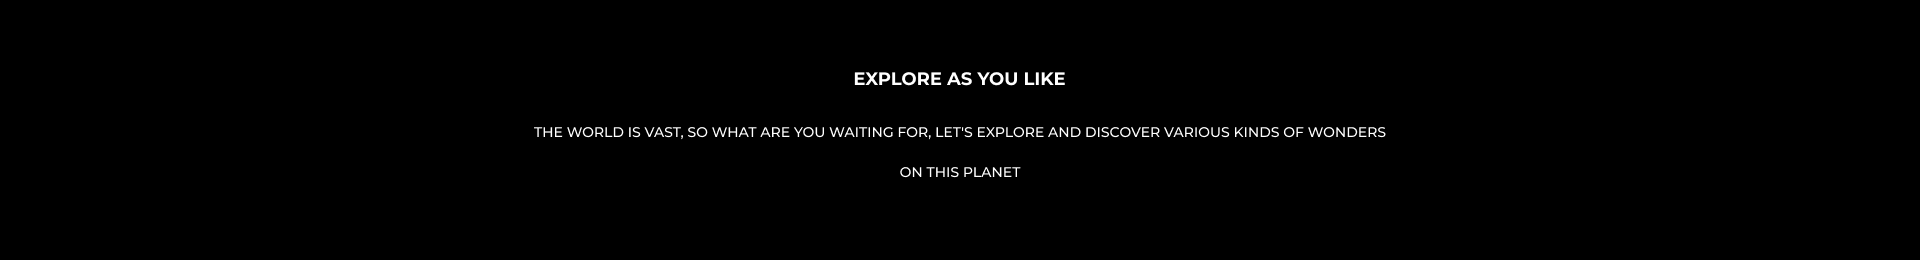 EXPLORE AS YOU LIKE
THE WORLD IS VAST, SO WHAT ARE YOU WAITING FOR, LET'S EXPLORE AND DISCOVER VARIOUS KINDS OF WONDERS
ON THIS PLANET